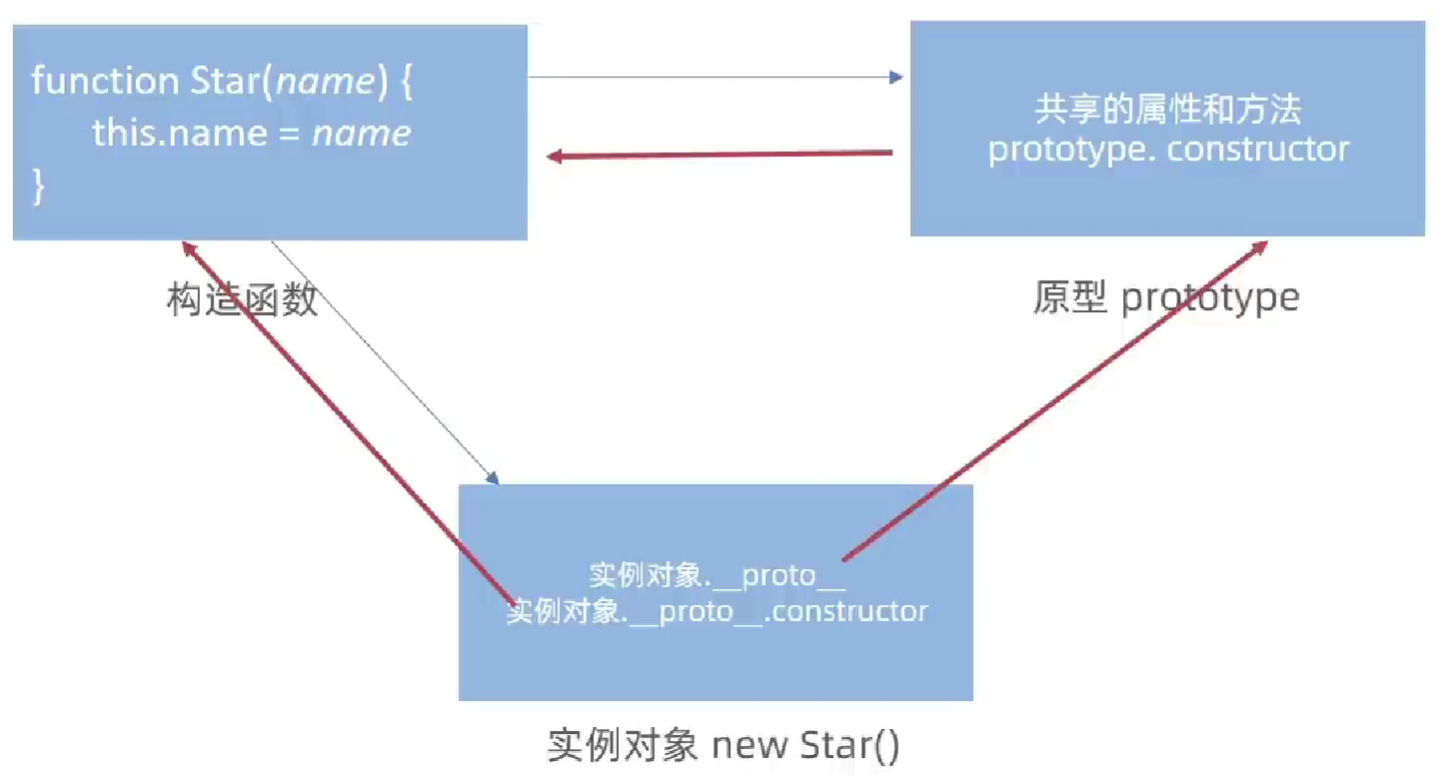 function Star(name) {
this.name = name
}
共享的属性和方法
prototype. constructor
构造函数
原型 prototype
实例对象.__proto__
实例对象.__proto__.constructor
实例对象 new Star()